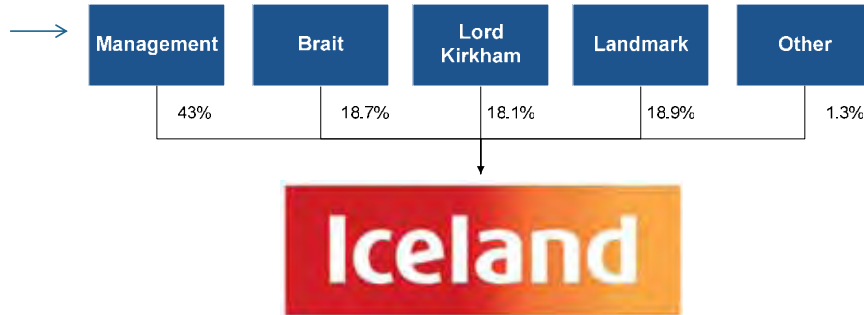 Management
Brait
Lord
Kirkham
Landmark
Other
43%
18.7%
18.1%
18.9%
1.3%
Iceland